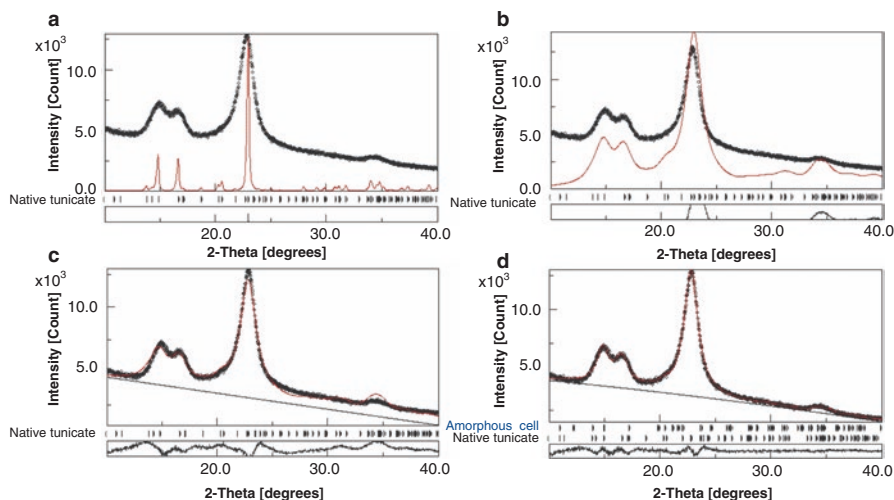 a
x10³
Intensity [Count]
10.0
5.0
0.0
Native tunicate
20.0 30.0 40.0
2-Theta [degrees]
b
x10³
Intensity [Count]
10.0
5.0
0.0
Native tunicate
20.0 30.0 40.0
2-Theta [degrees]
c
x10³
Intensity [Count]
10.0
5.0
Native tunicate
20.0 30.0 40.0
2-Theta [degrees]
d
x10³
Intensity [Count]
10.0
5.0
Amorphous cell
Native tunicate
20.0 30.0 40.0
2-Theta [degrees]